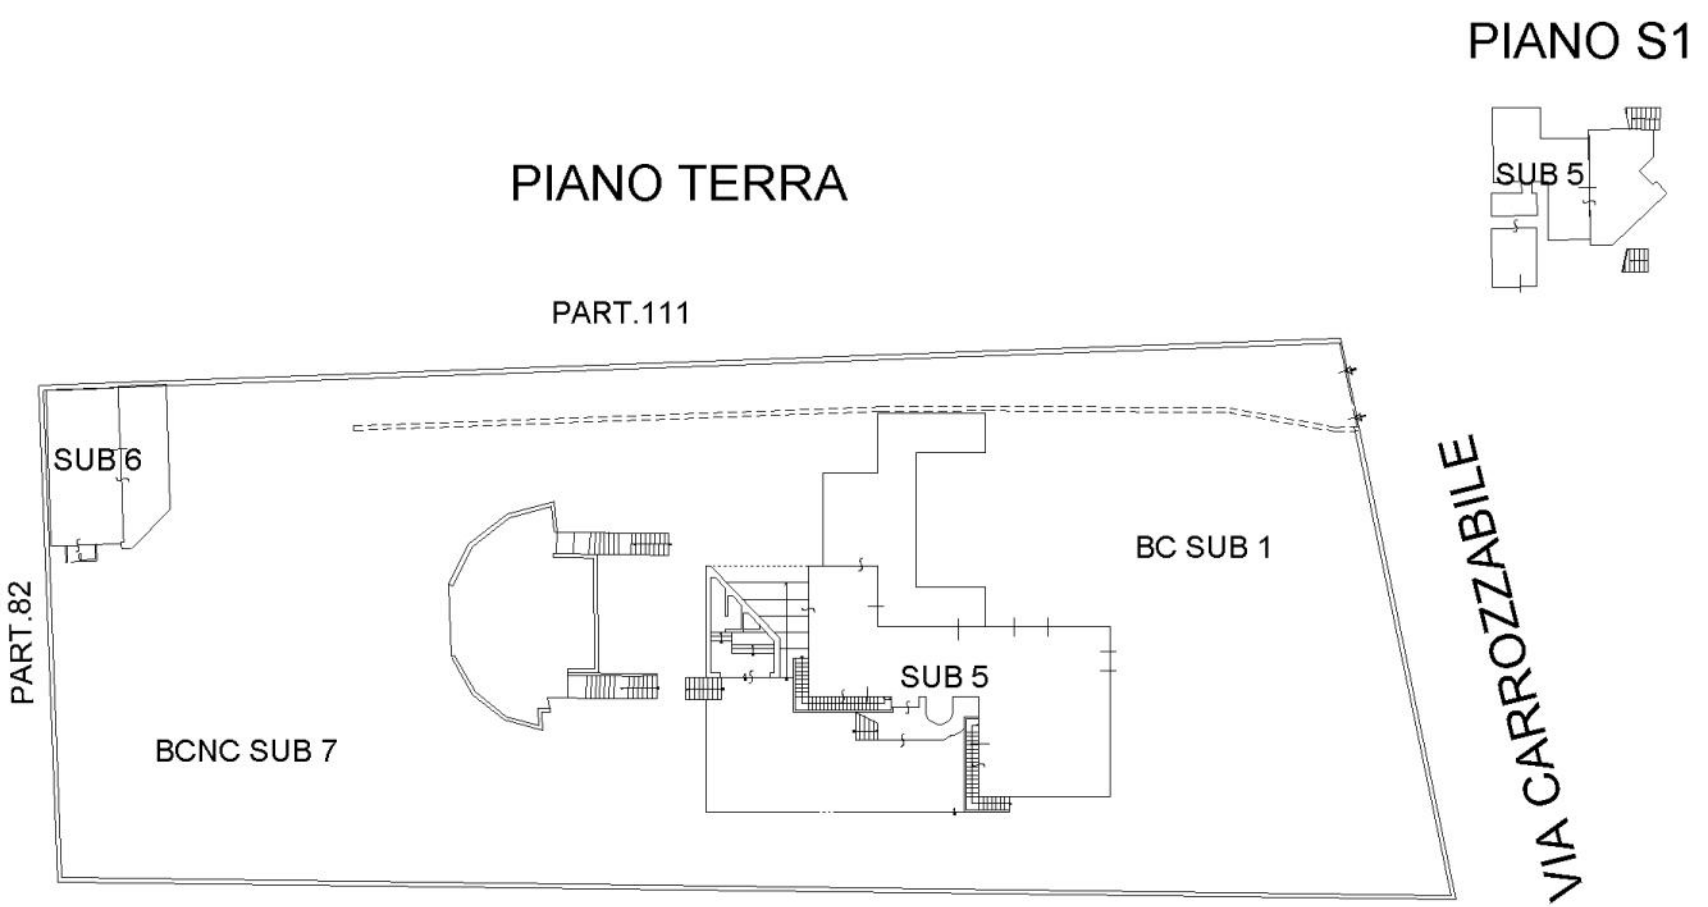 PIANO S1
SUB 5
PIANO TERRA
PART.111
SUB 6
VIA CARROZZABILE
BC SUB 1
PART.82
SUB 5
BCNC SUB 7